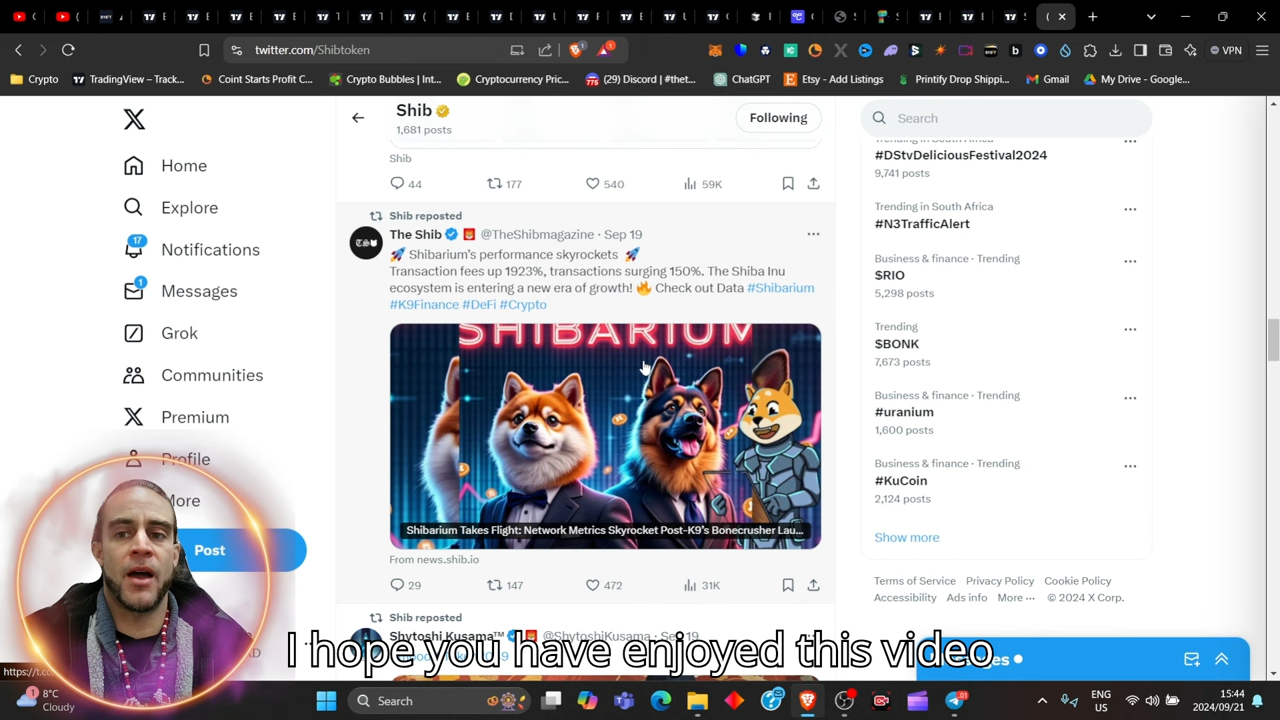 twitter.com/Shibtoken
VPN
Crypto
TradingView – Track...
Coint Starts Profit C...
Crypto Bubbles | Int...
Cryptocurrency Pric...
(29) Discord | #thet...
ChatGPT
Etsy - Add Listings
Printify Drop Shippi...
Gmail
My Drive - Google...
Home
Explore
17
Notifications
1
Messages
Grok
Communities
Premium
Profile
More
Post
Shib
1,681 posts
Following
Shib
44
177
540
59K
Shib reposted
The Shib @TheShibmagazine · Sep 19
🚀 Shibarium’s performance skyrockets 🚀
Transaction fees up 1923%, transactions surging 150%. The Shiba Inu
ecosystem is entering a new era of growth! 🔥 Check out Data #Shibarium
#K9Finance #DeFi #Crypto
SHIBARIUM
Shibarium Takes Flight: Network Metrics Skyrocket Post-K9's Bonecrusher Lau...
From news.shib.io
29
147
472
31K
Shib reposted
Shytoshi Kusama™ @ShytoshiKusama · Sep 19
I hope you have enjoyed this video
Search
Trending in South Africa
#DStvDeliciousFestival2024
9,741 posts
Trending in South Africa
#N3TrafficAlert
Business & finance · Trending
$RIO
5,298 posts
Trending
$BONK
7,673 posts
Business & finance · Trending
#uranium
1,600 posts
Business & finance · Trending
#KuCoin
2,124 posts
Show more
Terms of Service Privacy Policy Cookie Policy
Accessibility Ads info More ··· © 2024 X Corp.
https://t.c
8°C
Cloudy
Search
ENG
US
15:44
2024/09/21